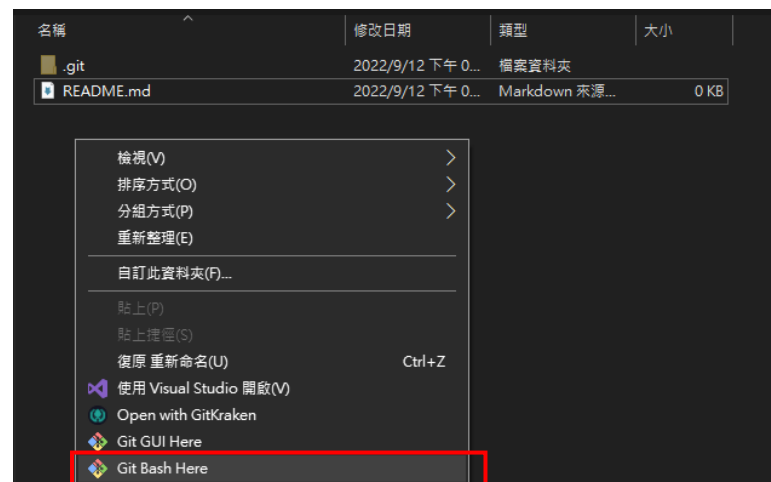 名稱 修改日期 類型 大小
.git 2022/9/12 下午 0... 檔案資料夾
README.md 2022/9/12 下午 0... Markdown 來源... 0 KB
檢視(V)
排序方式(O)
分組方式(P)
重新整理(E)
自訂此資料夾(F)...
貼上(P)
貼上捷徑(S)
復原 重新命名(U) Ctrl+Z
使用 Visual Studio 開啟(V)
Open with GitKraken
Git GUI Here
Git Bash Here